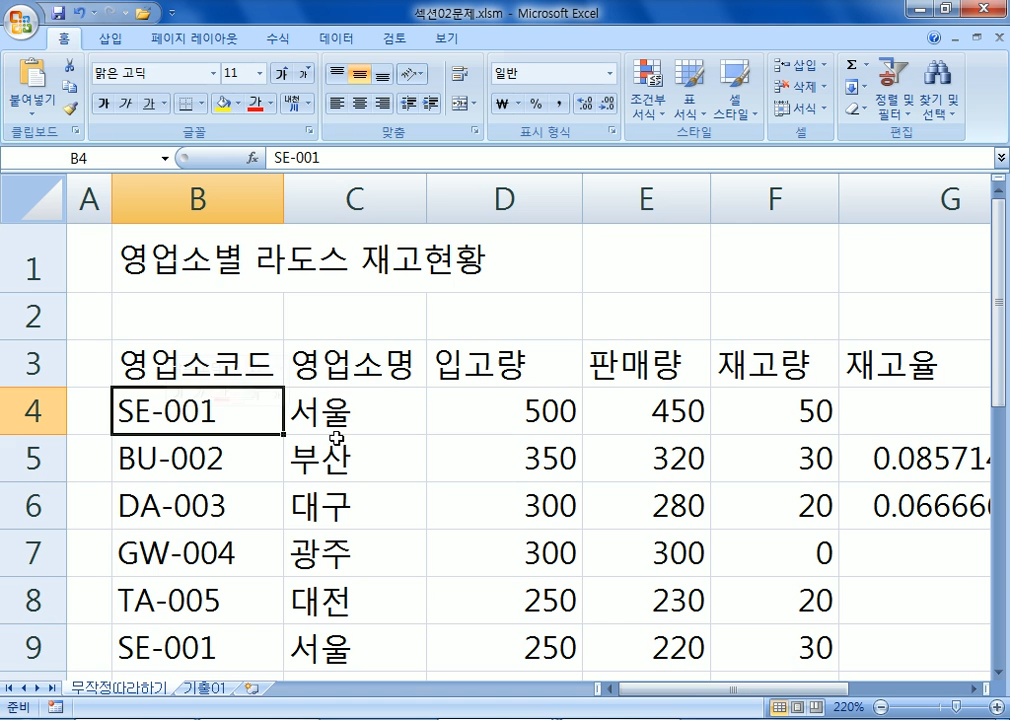 섹션02문제.xlsm - Microsoft Excel
홈 삽입 페이지 레이아웃 수식 데이터 검토 보기
붙여넣기
클립보드
맑은 고딕 11
가 가 가 가 가 가 내천
글꼴
맞춤
일반
₩ % ,
표시 형식
조건부 서식
표 서식
셀 스타일
스타일
삽입
삭제
서식
셀
Σ
정렬 및 필터
찾기 및 선택
편집
B4 fx SE-001
A B C D E F G
1 영업소별 라도스 재고현황
2
3 영업소코드 영업소명 입고량 판매량 재고량 재고율
4 SE-001 서울 500 450 50
5 BU-002 부산 350 320 30 0.085714
6 DA-003 대구 300 280 20 0.066666
7 GW-004 광주 300 300 0
8 TA-005 대전 250 230 20
9 SE-001 서울 250 220 30
무작정따라하기 기출01
준비 220%